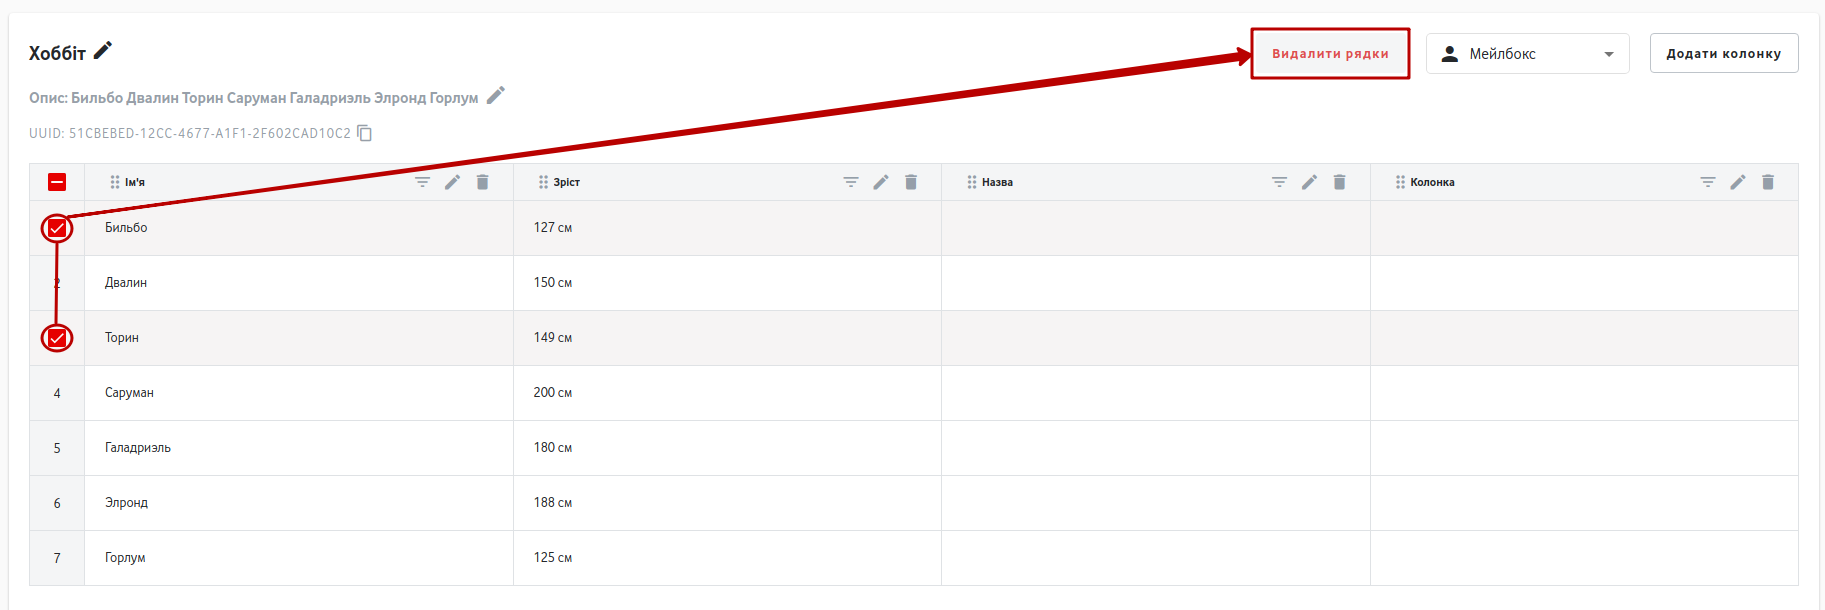 Хоббіт
Видалити рядки
Мейлбокс
Додати колонку
Опис: Бильбо Двалин Торин Саруман Галадриэль Элронд Горлум
UUID: 51CBEBED-12CC-4677-A1F1-2F602CAD10C2
Ім'я Зріст Назва Колонка
Бильбо 127 см
2 Двалин 150 см
Торин 149 см
4 Саруман 200 см
5 Галадриэль 180 см
6 Элронд 188 см
7 Горлум 125 см